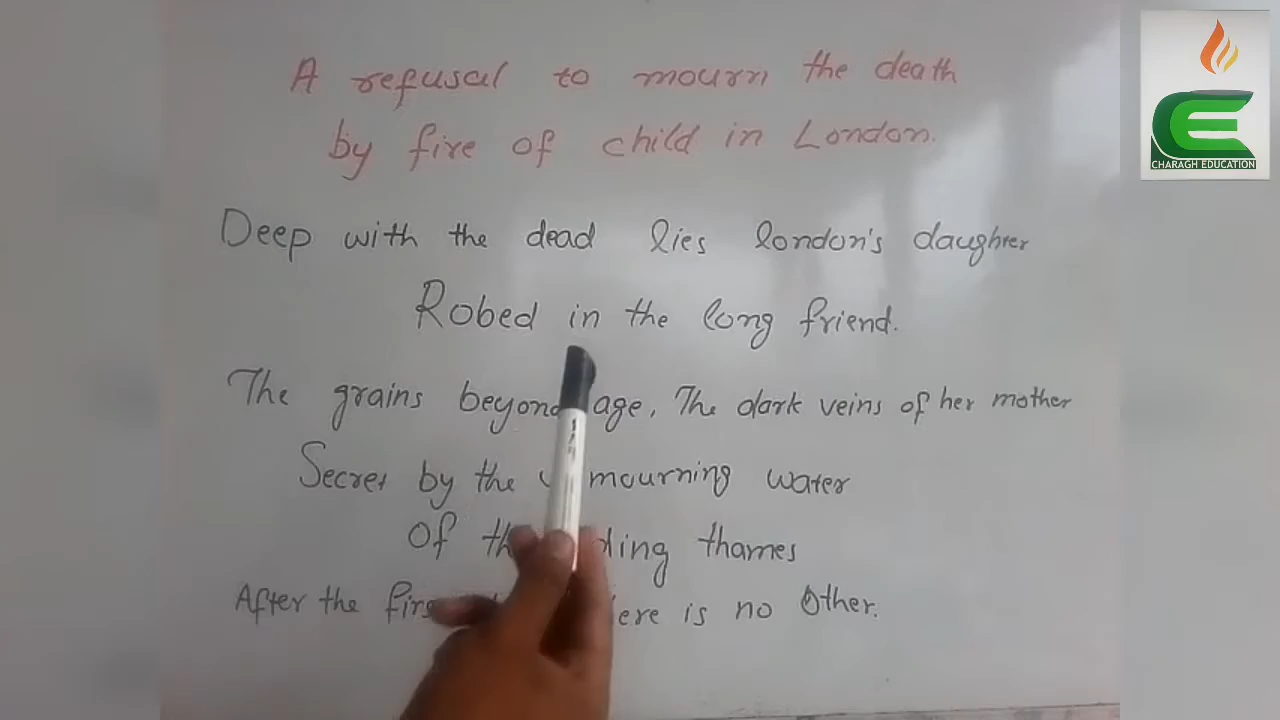 A refusal to mourn the death
by fire of child in London.
Deep with the dead lies london's daughter
Robed in the long friend.
The grains beyond age, The dark veins of her mother
Secret by the mourning water
Of thames
After the is no Other.
CHARAGH EDUCATION